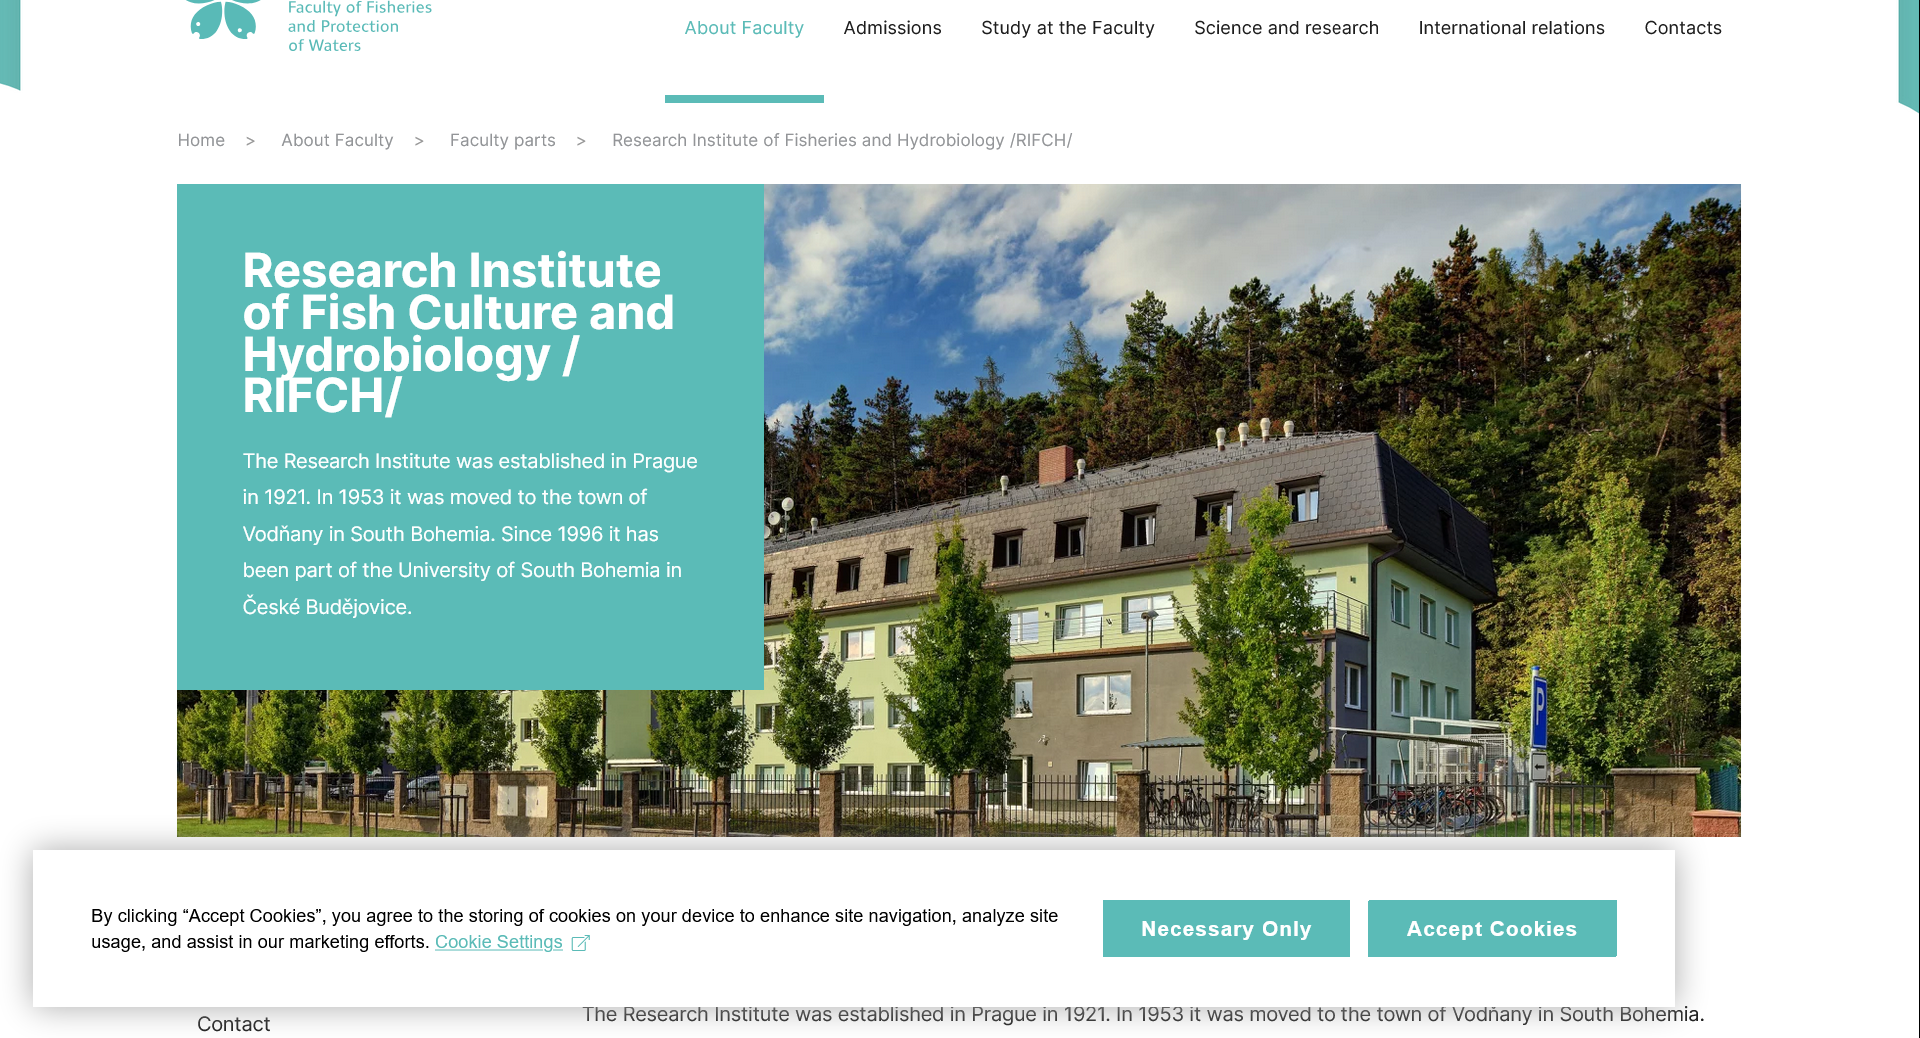 Faculty of Fisheries
and Protection
of Waters
About Faculty
Admissions
Study at the Faculty
Science and research
International relations
Contacts
Home > About Faculty > Faculty parts > Research Institute of Fisheries and Hydrobiology /RIFCH/
Research Institute
of Fish Culture and
Hydrobiology /
RIFCH/
The Research Institute was established in Prague
in 1921. In 1953 it was moved to the town of
Vodňany in South Bohemia. Since 1996 it has
been part of the University of South Bohemia in
České Budějovice.
P
By clicking “Accept Cookies”, you agree to the storing of cookies on your device to enhance site navigation, analyze site
usage, and assist in our marketing efforts. Cookie Settings
Necessary Only
Accept Cookies
Contact
The Research Institute was established in Prague in 1921. In 1953 it was moved to the town of Vodňany in South Bohemia.